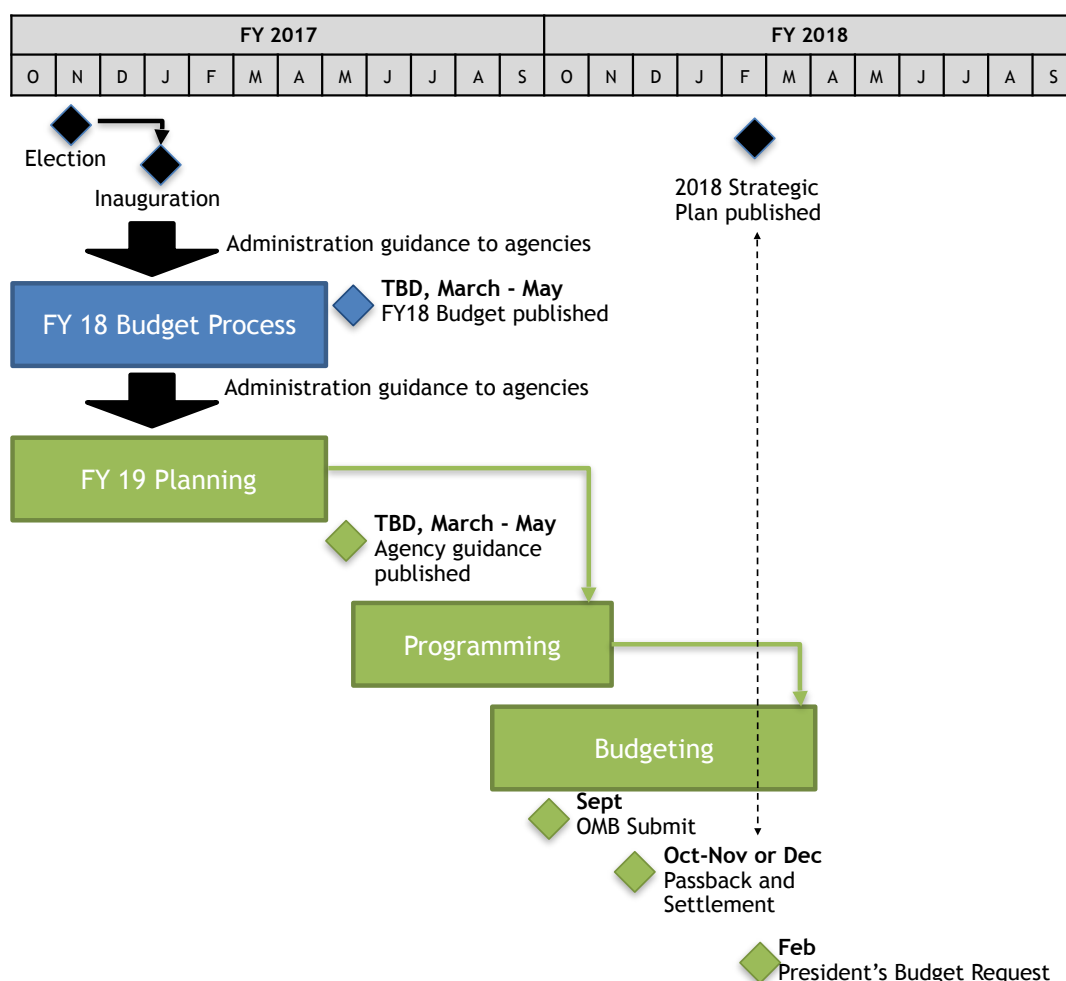 FY 2017
FY 2018
O N D J F M A M J J A S O N D J F M A M J J A S
Election
Inauguration
2018 Strategic
Plan published
Administration guidance to agencies
FY 18 Budget Process
TBD, March - May
FY18 Budget published
Administration guidance to agencies
FY 19 Planning
TBD, March - May
Agency guidance
published
Programming
Budgeting
Sept
OMB Submit
Oct-Nov or Dec
Passback and
Settlement
Feb
President’s Budget Request